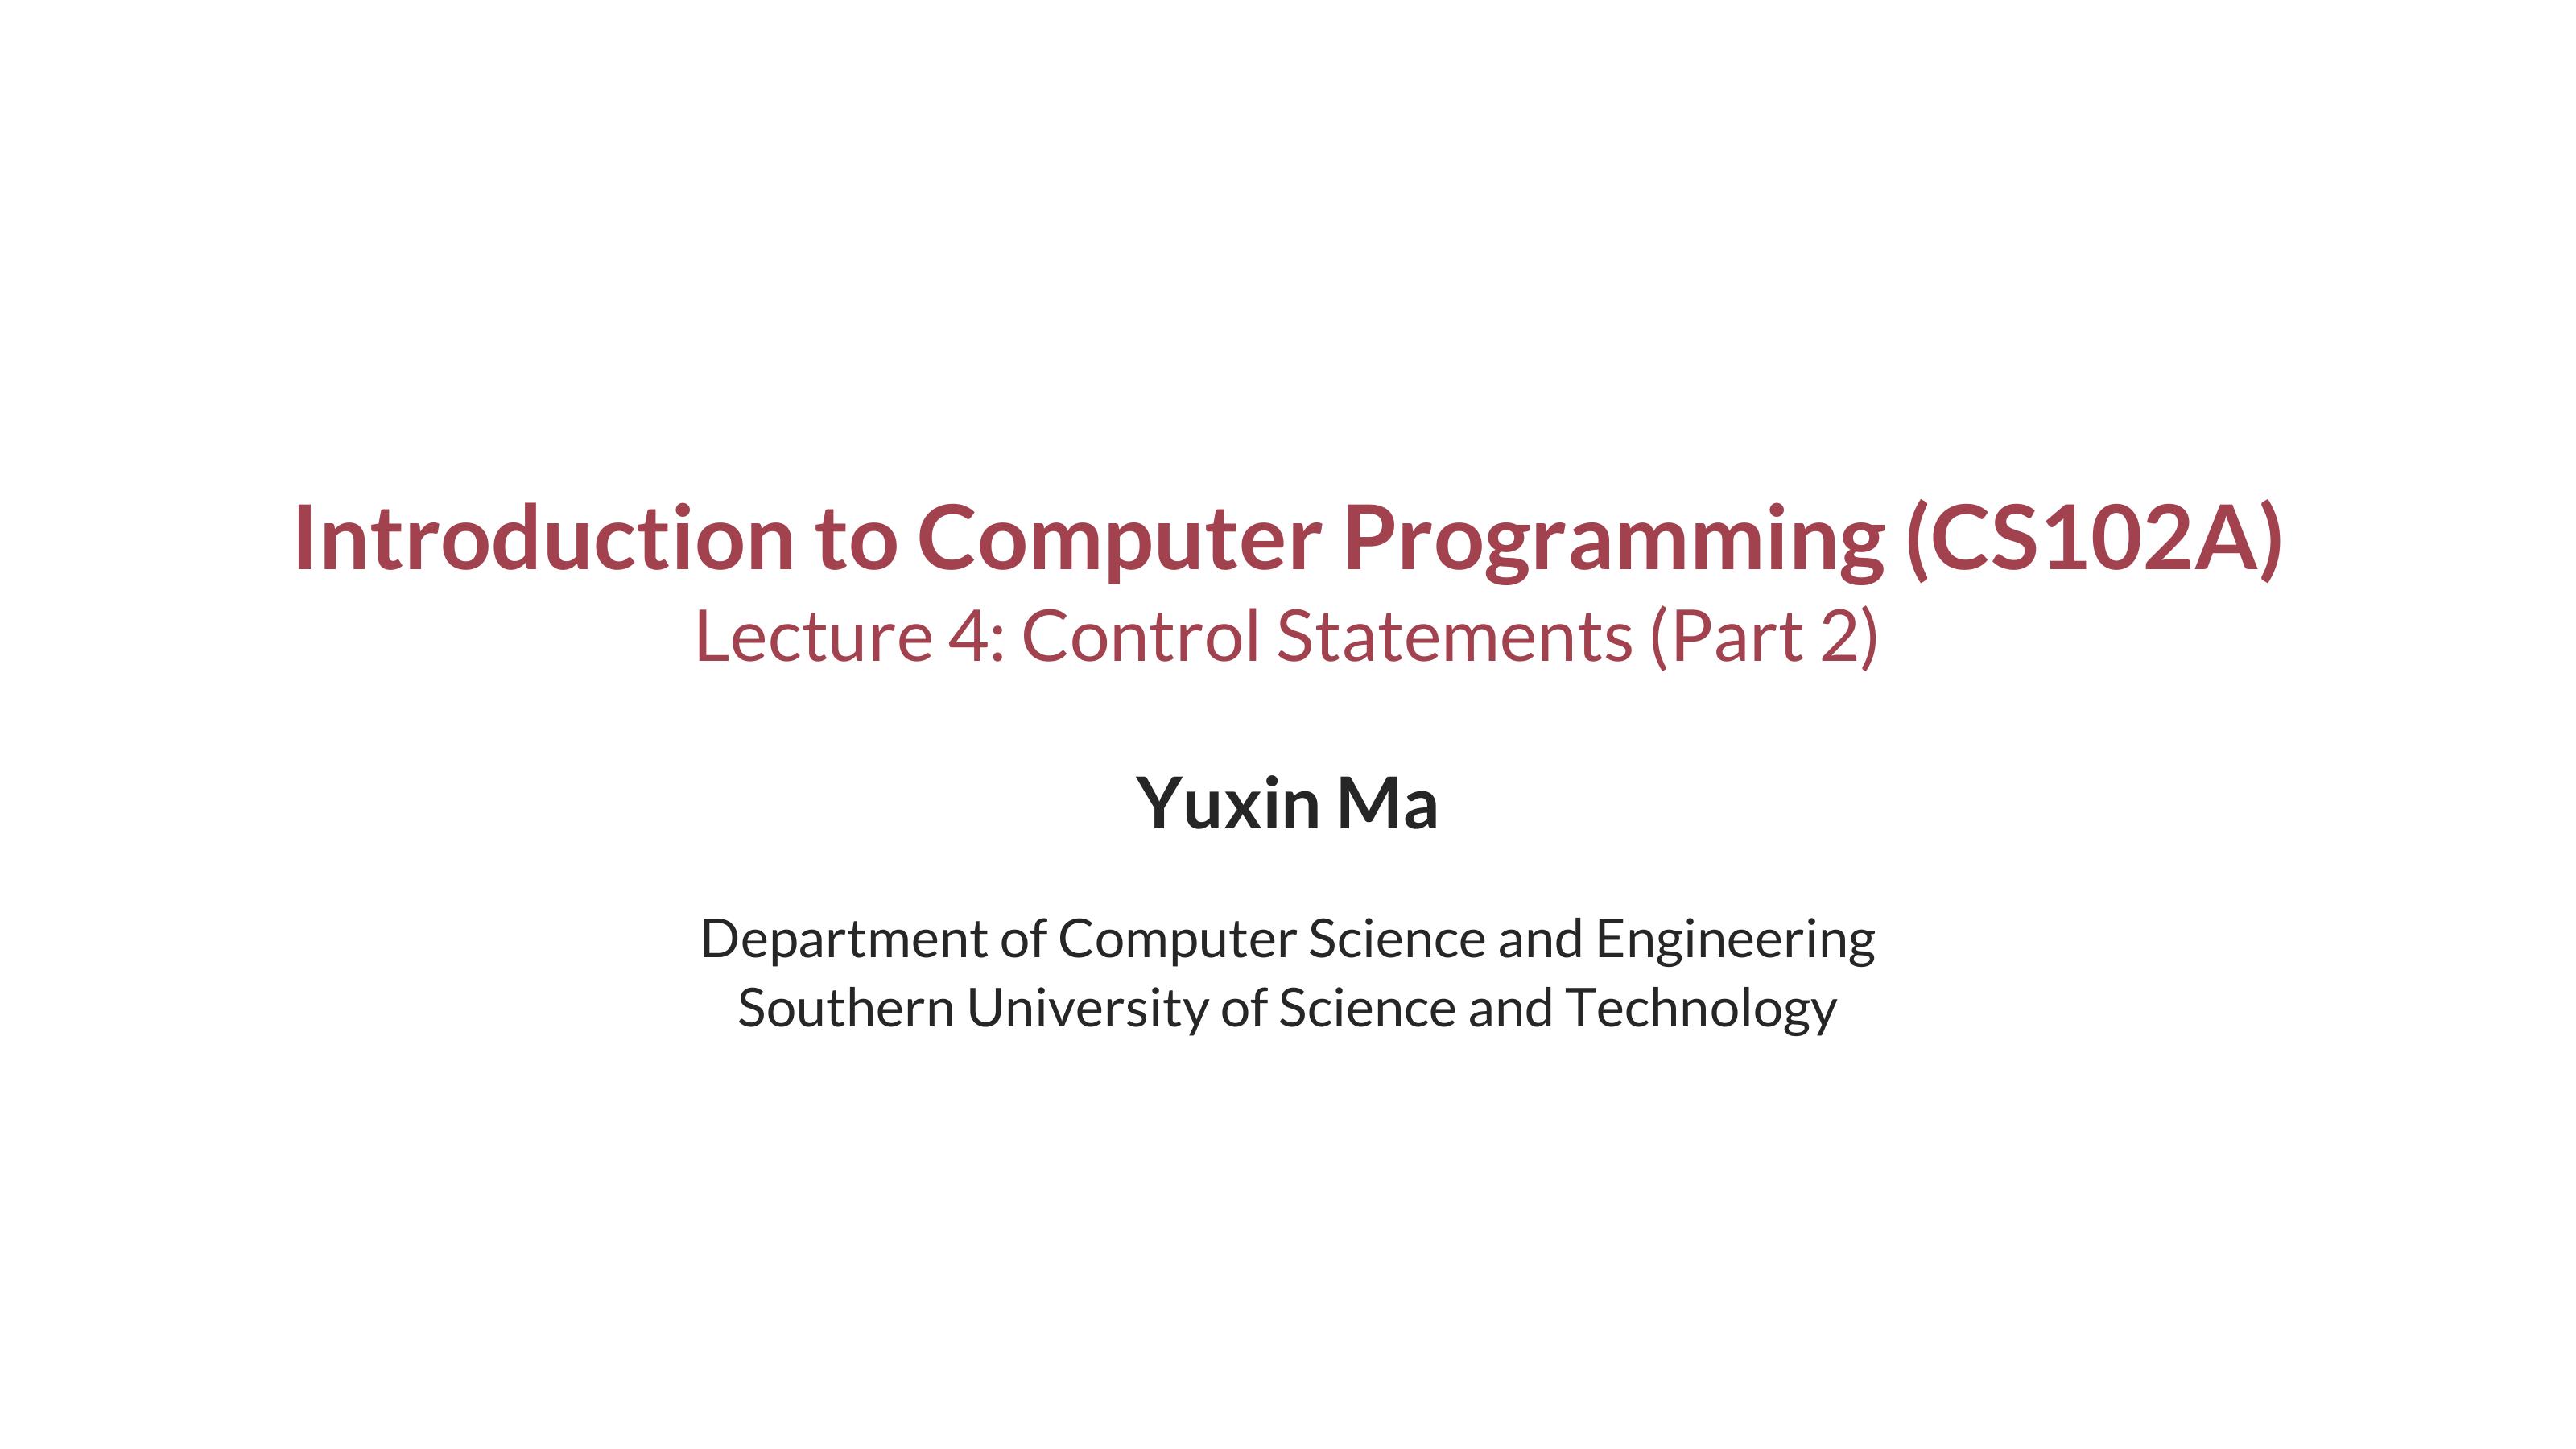 Introduction to Computer Programming (CS102A)
Lecture 4: Control Statements (Part 2)
Yuxin Ma
Department of Computer Science and Engineering
Southern University of Science and Technology